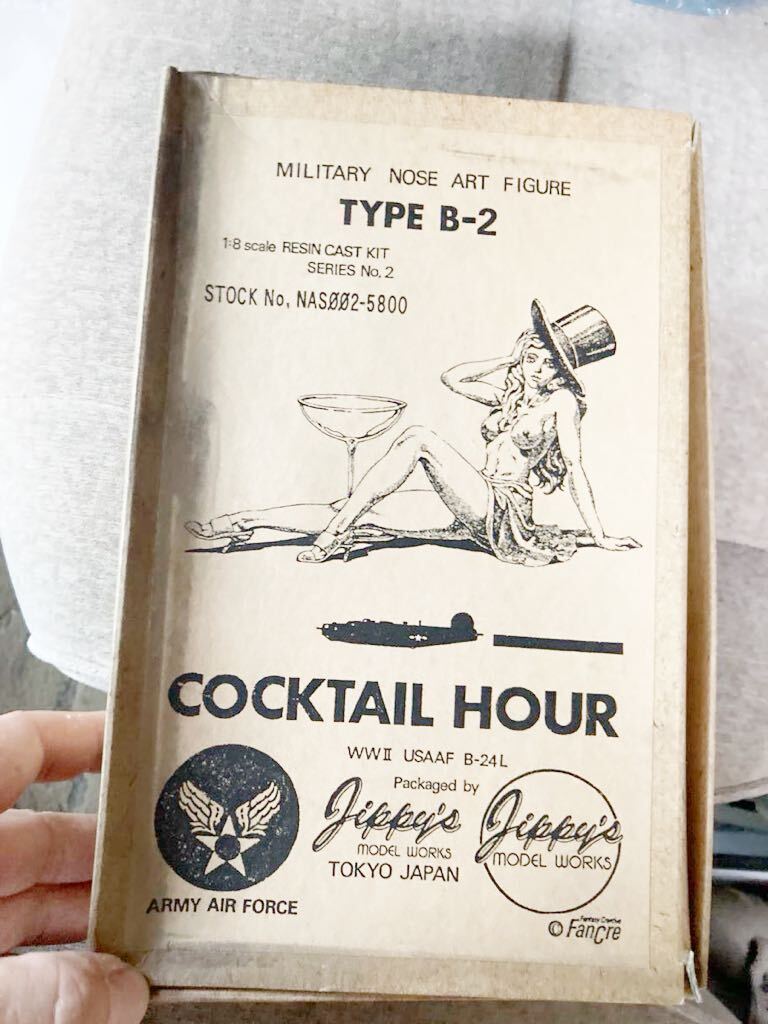 MILITARY NOSE ART FIGURE
TYPE B-2
1:8 scale RESIN CAST KIT
SERIES No, 2
STOCK No, NASØØ2-5800
COCKTAIL HOUR
WWⅡ USAAF B-24L
Packaged by
Jippy's
MODEL WORKS
TOKYO JAPAN
Jippy's
MODEL WORKS
ARMY AIR FORCE
Fantasy Creative
© FanCre